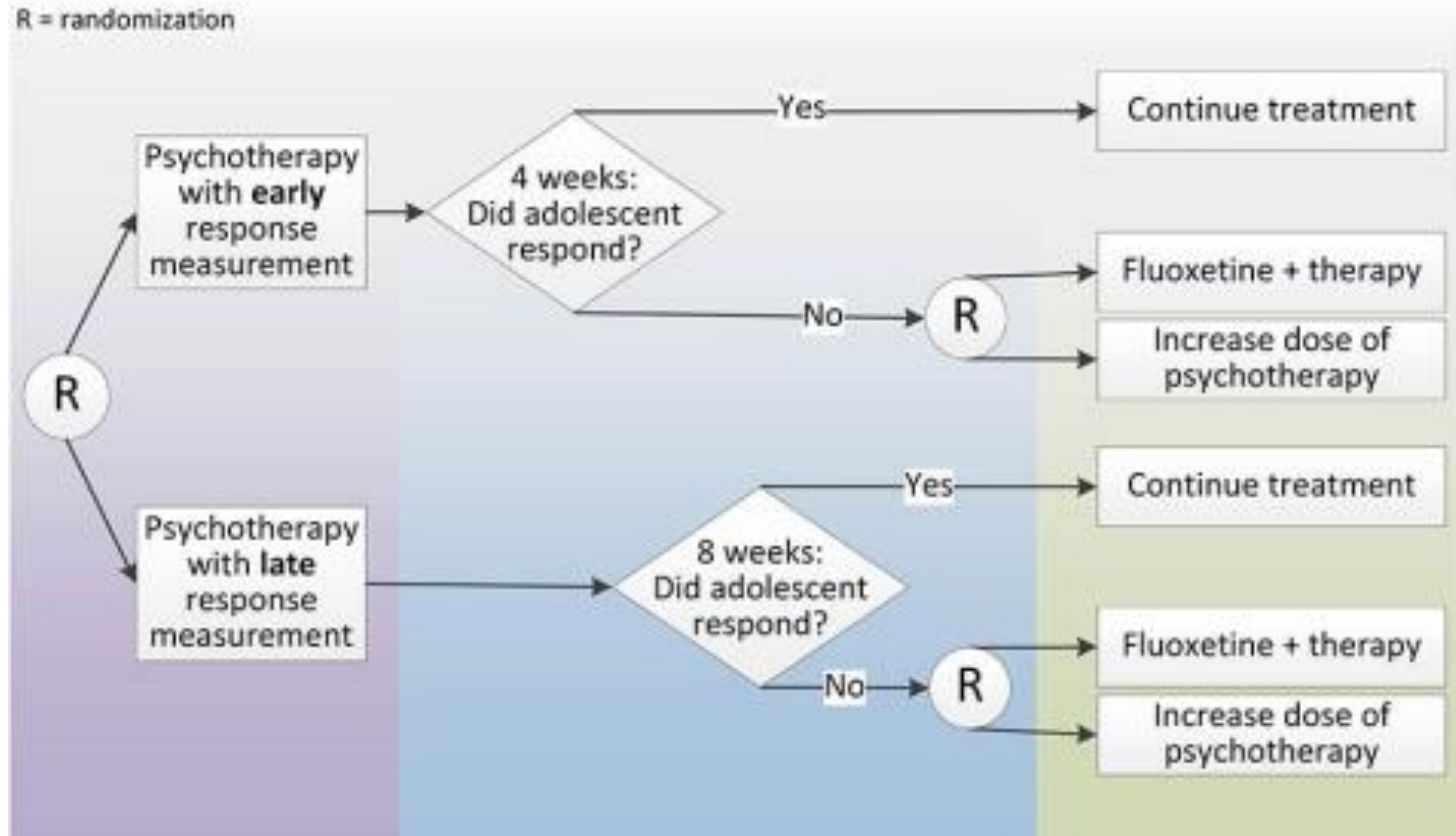 R = randomization
Psychotherapy
with early
response
measurement
4 weeks:
Did adolescent
respond?
Yes
Continue treatment
No
R
Fluoxetine + therapy
Increase dose of
psychotherapy
R
Psychotherapy
with late
response
measurement
8 weeks:
Did adolescent
respond?
Yes
Continue treatment
No
R
Fluoxetine + therapy
Increase dose of
psychotherapy